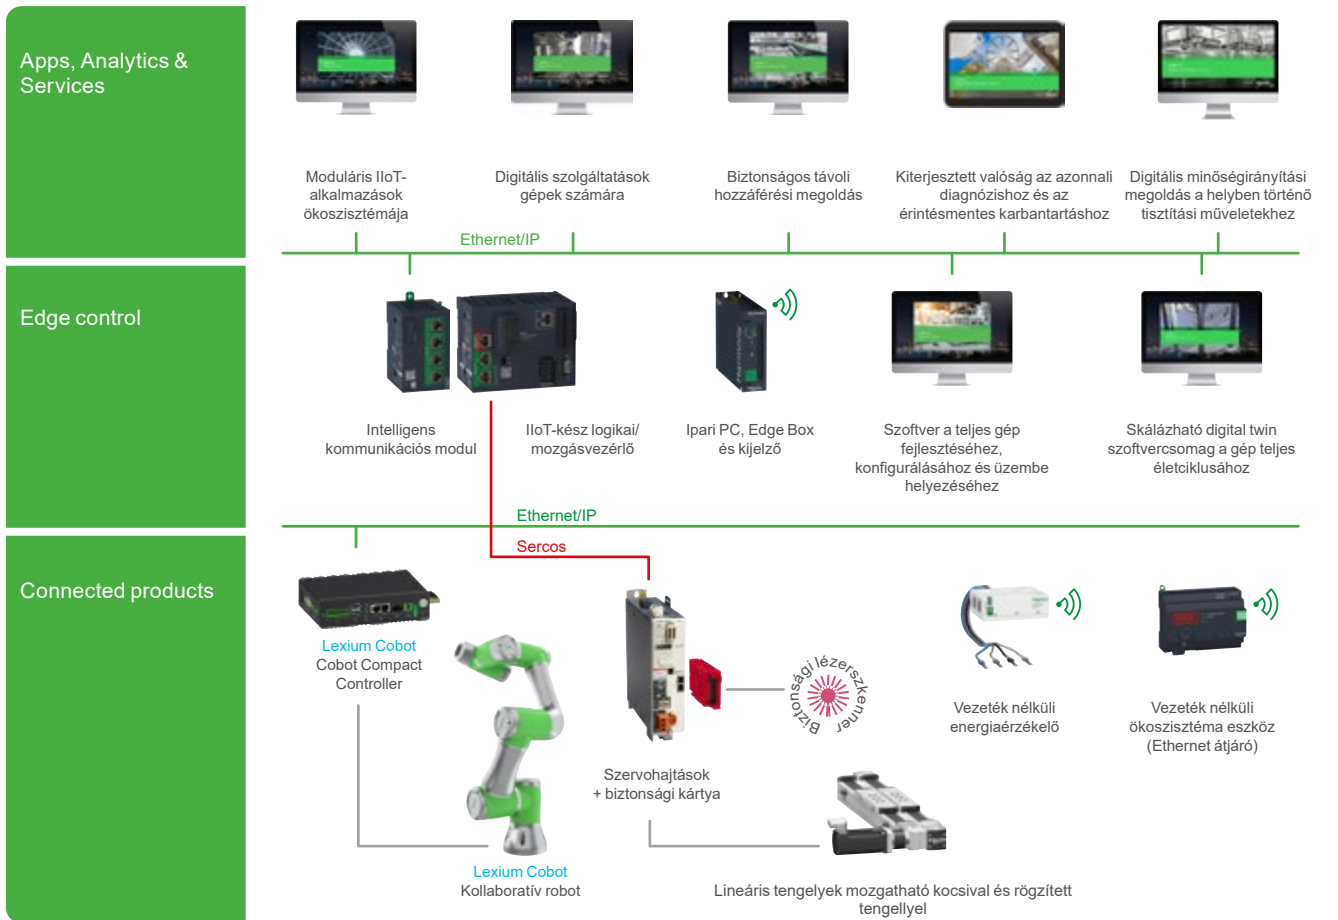 Apps, Analytics &
Services
Moduláris IIoT-
alkalmazások
ökoszisztémája
Digitális szolgáltatások
gépek számára
Biztonságos távoli
hozzáférési megoldás
Kiterjesztett valóság az azonnali
diagnózishoz és az
érintésmentes karbantartáshoz
Digitális minőségirányítási
megoldás a helyben történő
tisztítási műveletekhez
Ethernet/IP
Edge control
Intelligens
kommunikációs modul
IIoT-kész logikai/
mozgásvezérlő
Ipari PC, Edge Box
és kijelző
Szoftver a teljes gép
fejlesztéséhez,
konfigurálásához és üzembe
helyezéséhez
Skálázható digital twin
szoftvercsomag a gép teljes
életciklusához
Ethernet/IP
Sercos
Connected products
Lexium Cobot
Cobot Compact
Controller
Lexium Cobot
Kollaboratív robot
Szervohajtások
+ biztonsági kártya
Biztonsági lézerszkenner
Lineáris tengelyek mozgatható kocsival és rögzített
tengellyel
Vezeték nélküli
energiaérzékelő
Vezeték nélküli
ökoszisztéma eszköz
(Ethernet átjáró)